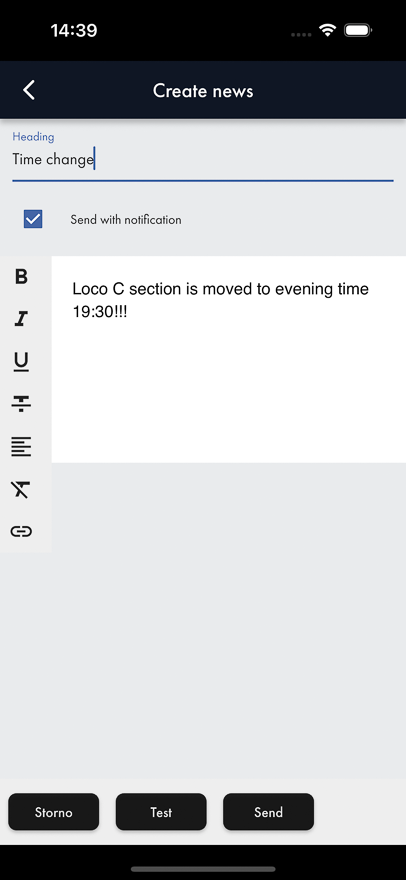 14:39
Create news
Heading
Time change
Send with notification
B
I
U
T
Loco C section is moved to evening time
19:30!!!
Storno
Test
Send